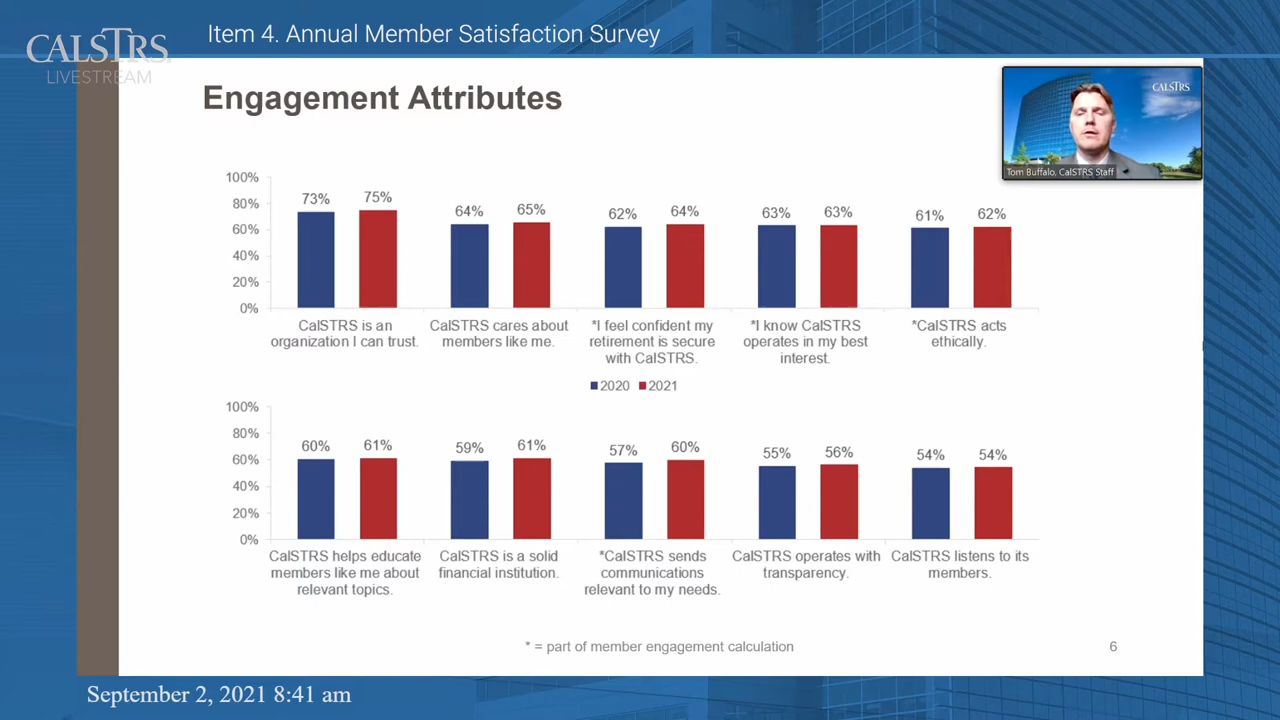 Item 4. Annual Member Satisfaction Survey
CALSTRS
LIVESTREAM
Engagement Attributes
CALSTRS
Tom Buffalo, CalSTRS Staff
100%
80%
60%
40%
20%
0%
73% 75% 64% 65% 62% 64% 63% 63% 61% 62%
CalSTRS is an
organization I can trust.
CalSTRS cares about
members like me.
*I feel confident my
retirement is secure
with CalSTRS.
*I know CalSTRS
operates in my best
interest.
*CalSTRS acts
ethically.
2020 2021
100%
80%
60%
40%
20%
0%
60% 61% 59% 61% 57% 60% 55% 56% 54% 54%
CalSTRS helps educate
members like me about
relevant topics.
CalSTRS is a solid
financial institution.
*CalSTRS sends
communications
relevant to my needs.
CalSTRS operates with
transparency.
CalSTRS listens to its
members.
* = part of member engagement calculation
6
September 2, 2021 8:41 am